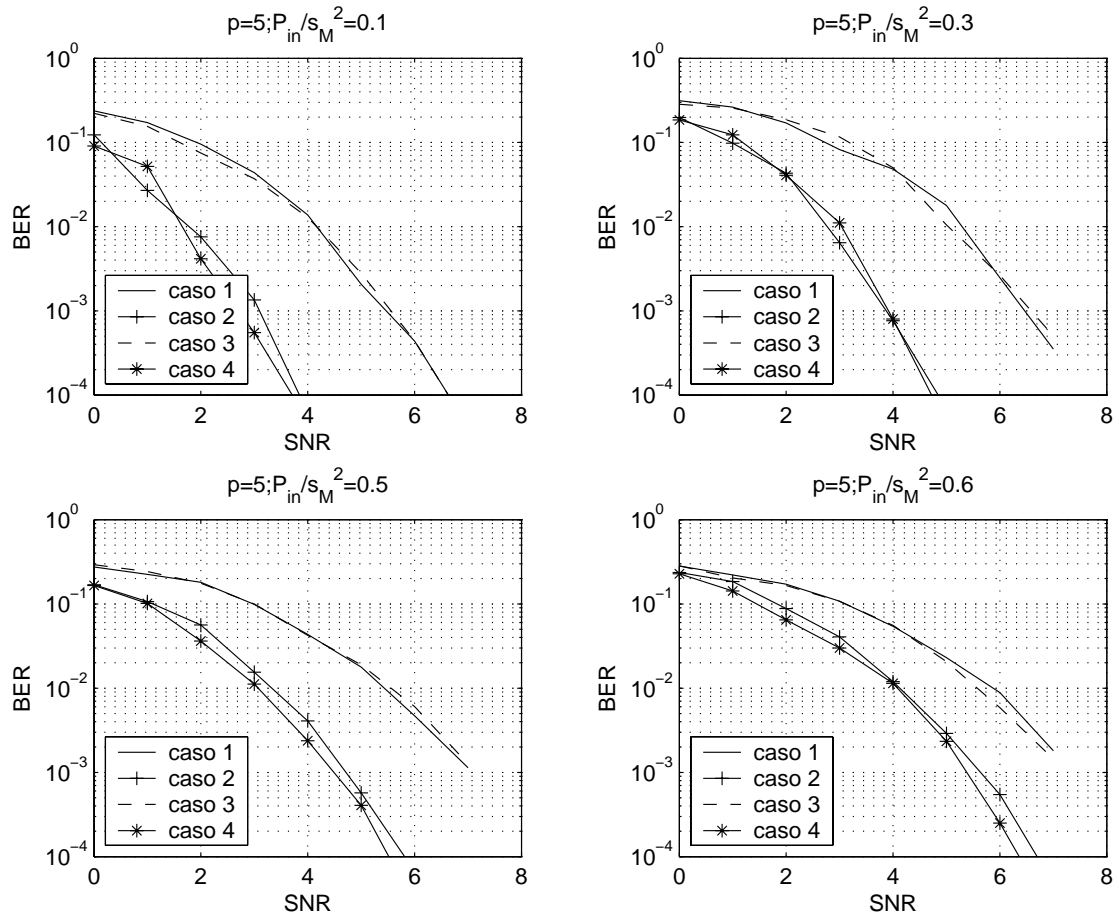 p=5;P_in/s_M^2=0.1
10^0
10^−1
10^−2
10^−3
10^−4
BER
caso 1
caso 2
caso 3
caso 4
0 2 4 6 8
SNR
p=5;P_in/s_M^2=0.3
10^0
10^−1
10^−2
10^−3
10^−4
BER
caso 1
caso 2
caso 3
caso 4
0 2 4 6 8
SNR
p=5;P_in/s_M^2=0.5
10^0
10^−1
10^−2
10^−3
10^−4
BER
caso 1
caso 2
caso 3
caso 4
0 2 4 6 8
SNR
p=5;P_in/s_M^2=0.6
10^0
10^−1
10^−2
10^−3
10^−4
BER
caso 1
caso 2
caso 3
caso 4
0 2 4 6 8
SNR